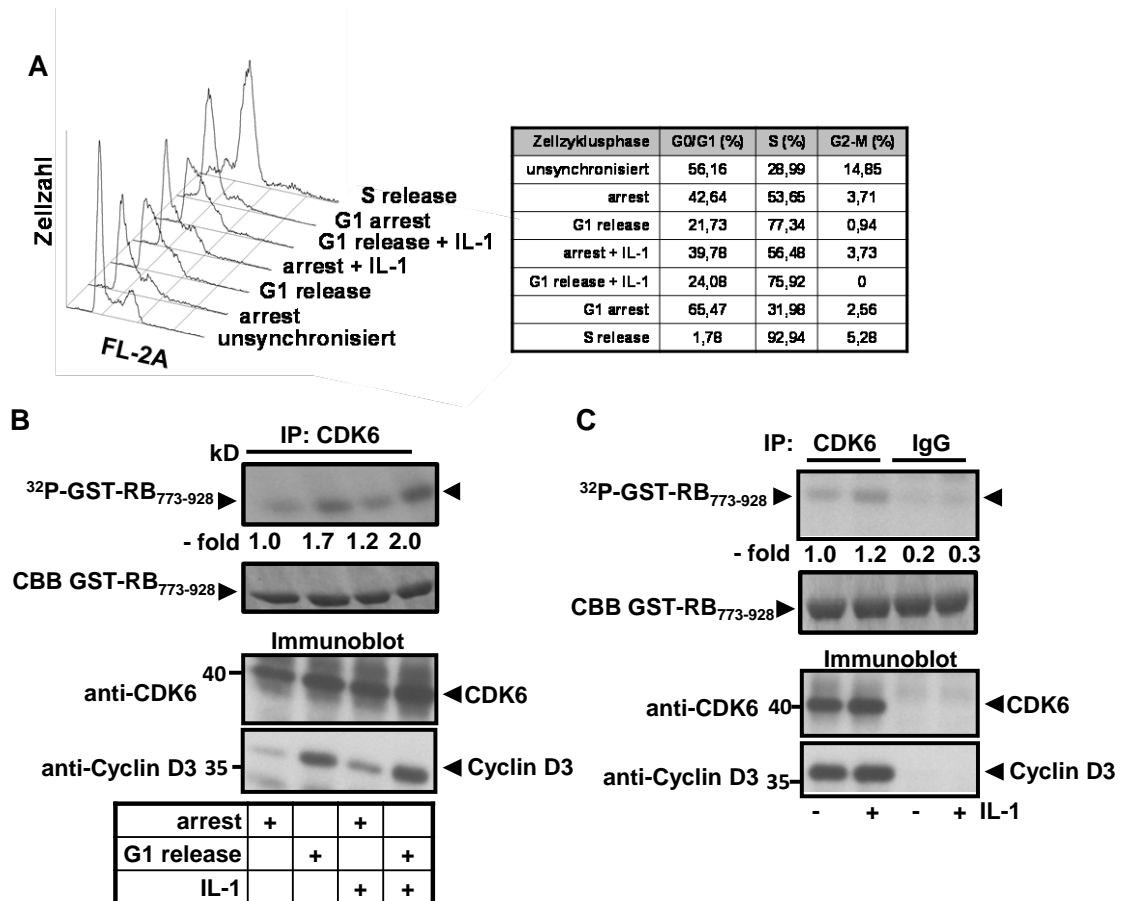 A
Zellzahl
FL-2A
S release
G1 arrest
G1 release + IL-1
arrest + IL-1
G1 release
arrest
unsynchronisiert
Zellzyklusphase G0/G1 (%) S (%) G2-M (%)
unsynchronisiert 56,16 28,99 14,85
arrest 42,64 53,65 3,71
G1 release 21,73 77,34 0,94
arrest + IL-1 39,78 56,48 3,73
G1 release + IL-1 24,08 75,92 0
G1 arrest 65,47 31,98 2,56
S release 1,78 92,94 5,28
B
IP: CDK6
kD
32P-GST-RB773-928
- fold 1.0 1.7 1.2 2.0
CBB GST-RB773-928
Immunoblot
40
anti-CDK6 CDK6
anti-Cyclin D3 35 Cyclin D3
arrest + +
G1 release + +
IL-1 + +
C
IP: CDK6 IgG
32P-GST-RB773-928
- fold 1.0 1.2 0.2 0.3
CBB GST-RB773-928
Immunoblot
anti-CDK6 40 CDK6
anti-Cyclin D3 35 Cyclin D3
- + - + IL-1